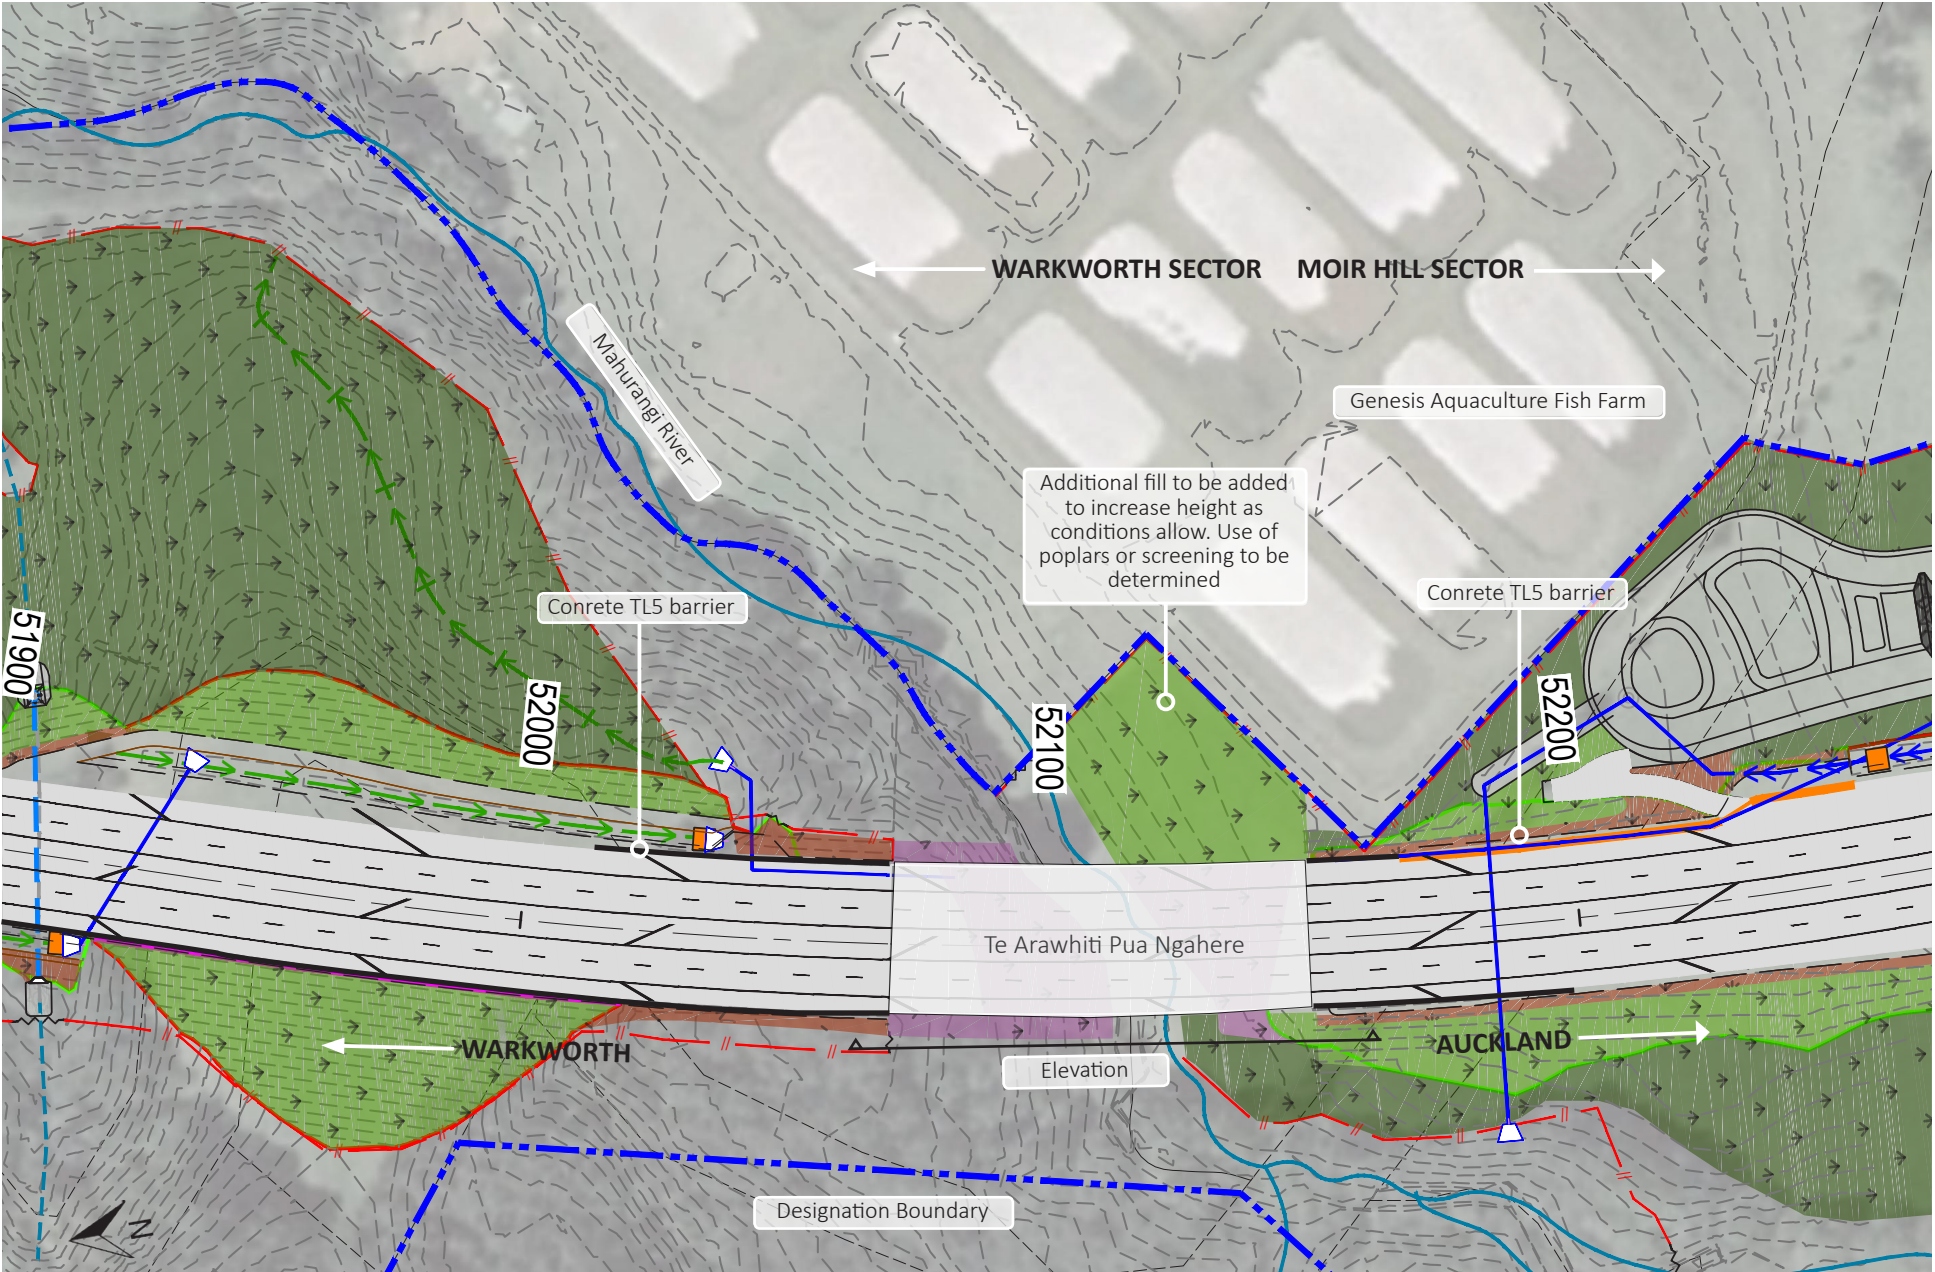 WARKWORTH SECTOR
MOIR HILL SECTOR
Mahurangi River
Genesis Aquaculture Fish Farm
Additional fill to be added
to increase height as
conditions allow. Use of
poplars or screening to be
determined
Conrete TL5 barrier
Conrete TL5 barrier
51900
52000
52100
52200
Te Arawhiti Pua Ngahere
WARKWORTH
AUCKLAND
Elevation
Designation Boundary
N